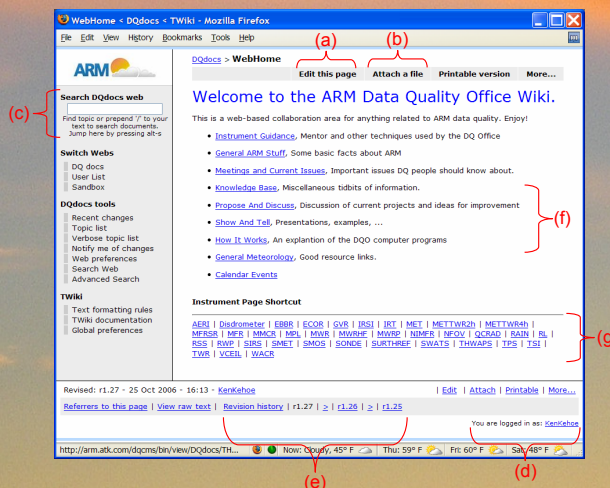 WebHome < DQdocs < TWiki - Mozilla Firefox
File Edit View History Bookmarks Tools Help
(a)
(b)
ARM
DQdocs > WebHome
Edit this page Attach a file Printable version More...
(c)
Search DQdocs web
Find topic or prepend '/' to your
text to search documents.
Jump here by pressing alt-s
Switch Webs
DQ docs
User List
Sandbox
DQdocs tools
Recent changes
Topic list
Verbose topic list
Notify me of changes
Web preferences
Search Web
Advanced Search
TWiki
Text formatting rules
TWiki documentation
Global preferences
Welcome to the ARM Data Quality Office Wiki.
This is a web-based collaboration area for anything related to ARM data quality. Enjoy!
• Instrument Guidance, Mentor and other techniques used by the DQ Office
• General ARM Stuff, Some basic facts about ARM
• Meetings and Current Issues, Important issues DQ people should know about.
• Knowledge Base, Miscellaneous tidbits of information.
• Propose And Discuss, Discussion of current projects and ideas for improvement
• Show And Tell, Presentations, examples, ...
• How It Works, An explantion of the DQO computer programs
• General Meteorology, Good resource links.
• Calendar Events
(f)
Instrument Page Shortcut
AERI | Disdrometer | EBBR | ECOR | GVR | IRSI | IRT | MET | METTWR2h | METTWR4h |
MFRSR | MFR | MMCR | MPL | MWR | MWRHF | MWRP | NIMFR | NFOV | QCRAD | RAIN | RL |
RSS | RWP | SIRS | SMET | SMOS | SONDE | SURTHREF | SWATS | THWAPS | TPS | TSI |
TWR | VCEIL | WACR
(g
Revised: r1.27 - 25 Oct 2006 - 16:13 - KenKehoe
| Edit | Attach | Printable | More...
Referrers to this page | View raw text | Revision history | r1.27 | > | r1.26 | > | r1.25
You are logged in as: KenKehoe
http://arm.atk.com/dqcms/bin/view/DQdocs/TH... Now: Cloudy, 45° F Thu: 59° F Fri: 60° F Sat: 48° F
(e)
(d)